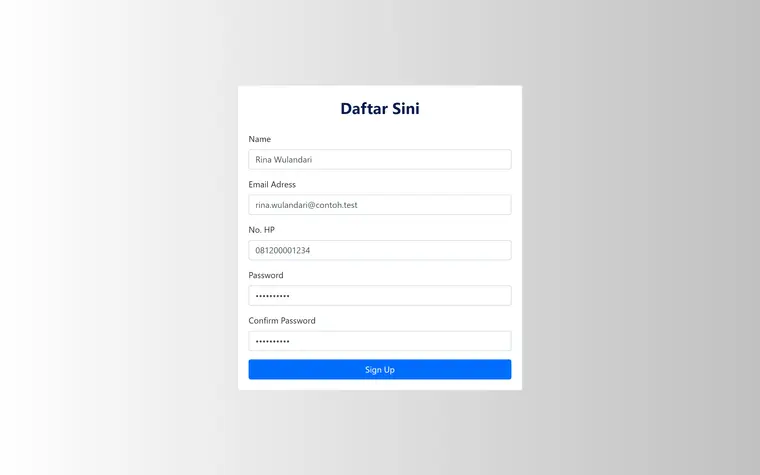 Daftar Sini
Name
Rina Wulandari
Email Adress
rina.wulandari@contoh.test
No. HP
081200001234
Password
••••••••••
Confirm Password
••••••••••
Sign Up